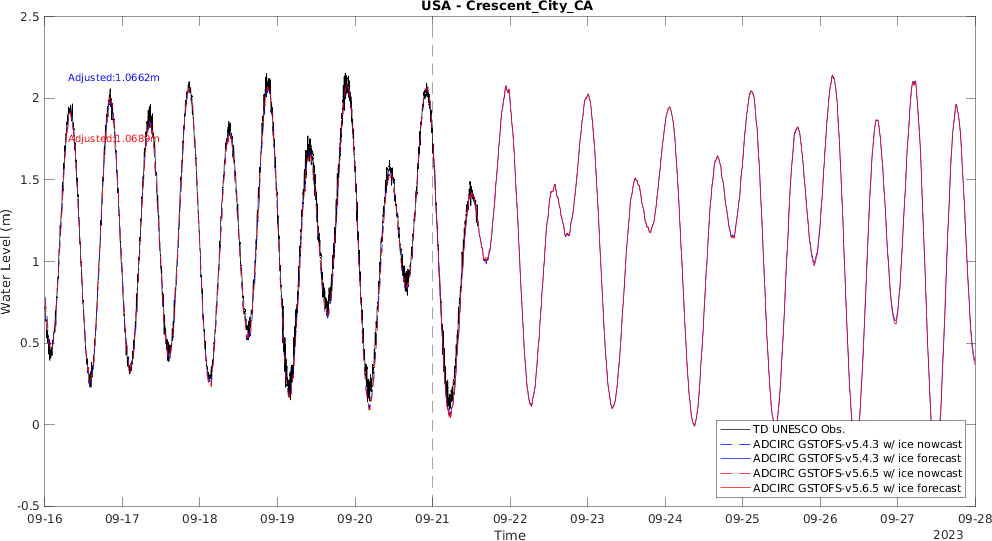 USA - Crescent_City_CA
2.5
Adjusted:1.0662m
2
Adjusted:1.0689m
1.5
Water Level (m)
1
0.5
0
TD UNESCO Obs.
ADCIRC GSTOFS-v5.4.3 w/ ice nowcast
ADCIRC GSTOFS-v5.4.3 w/ ice forecast
ADCIRC GSTOFS-v5.6.5 w/ ice nowcast
ADCIRC GSTOFS-v5.6.5 w/ ice forecast
-0.5
09-16 09-17 09-18 09-19 09-20 09-21 09-22 09-23 09-24 09-25 09-26 09-27 09-28
Time
2023